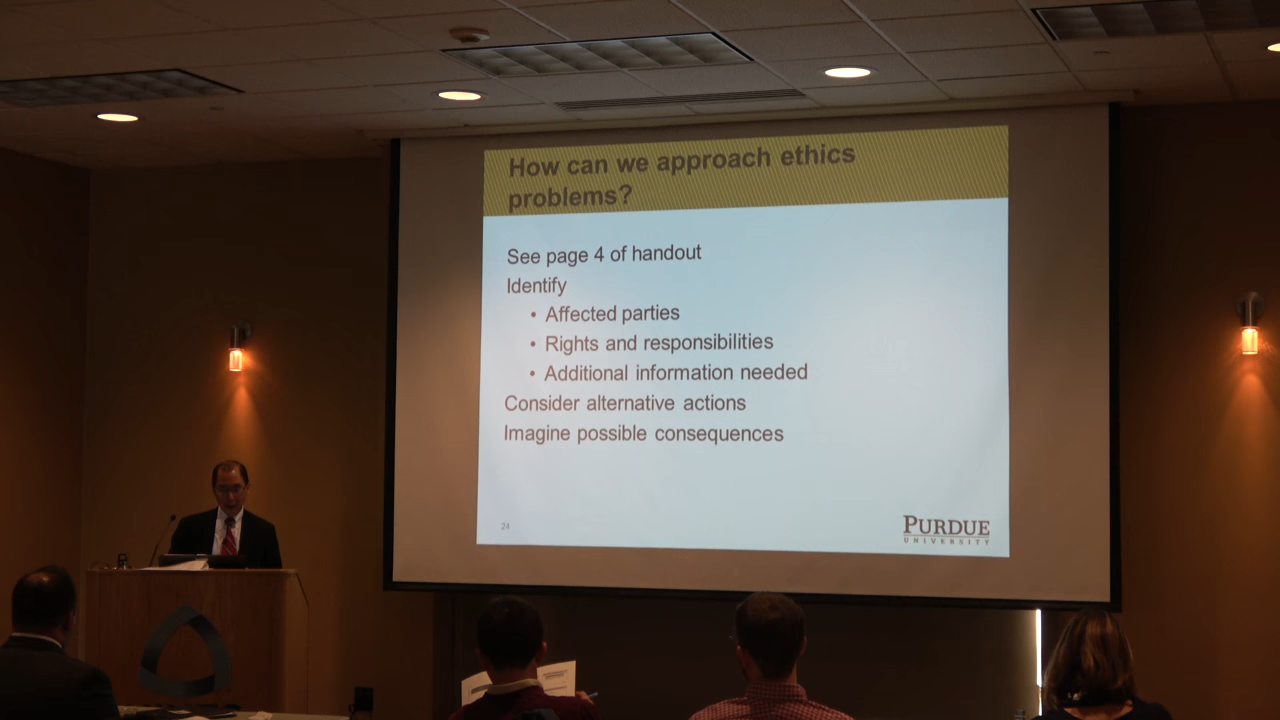 How can we approach ethics
problems?
See page 4 of handout
Identify
• Affected parties
• Rights and responsibilities
• Additional information needed
Consider alternative actions
Imagine possible consequences
24
PURDUE
UNIVERSITY